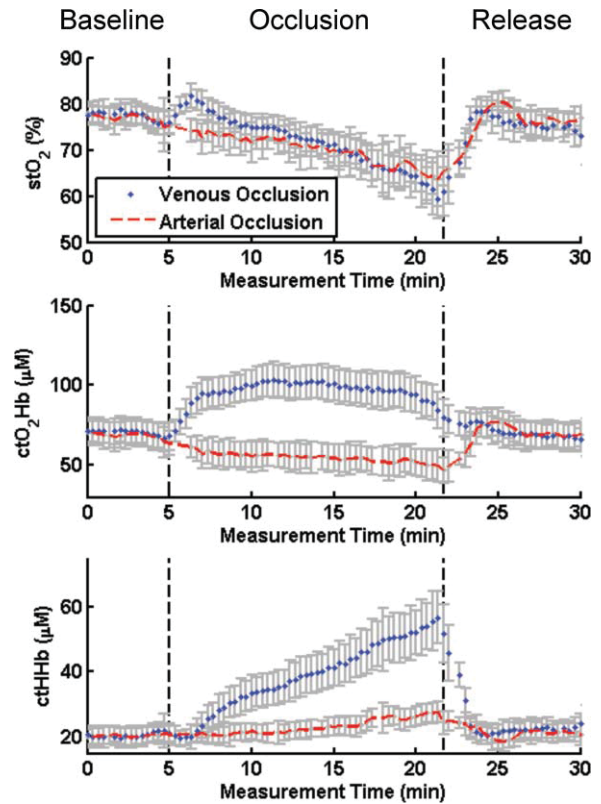 Baseline Occlusion Release
90
80
70
60
50
stO2 (%)
Venous Occlusion
Arterial Occlusion
0 5 10 15 20 25 30
Measurement Time (min)
150
100
50
ctO2Hb (μM)
0 5 10 15 20 25 30
Measurement Time (min)
60
40
20
ctHHb (μM)
0 5 10 15 20 25 30
Measurement Time (min)